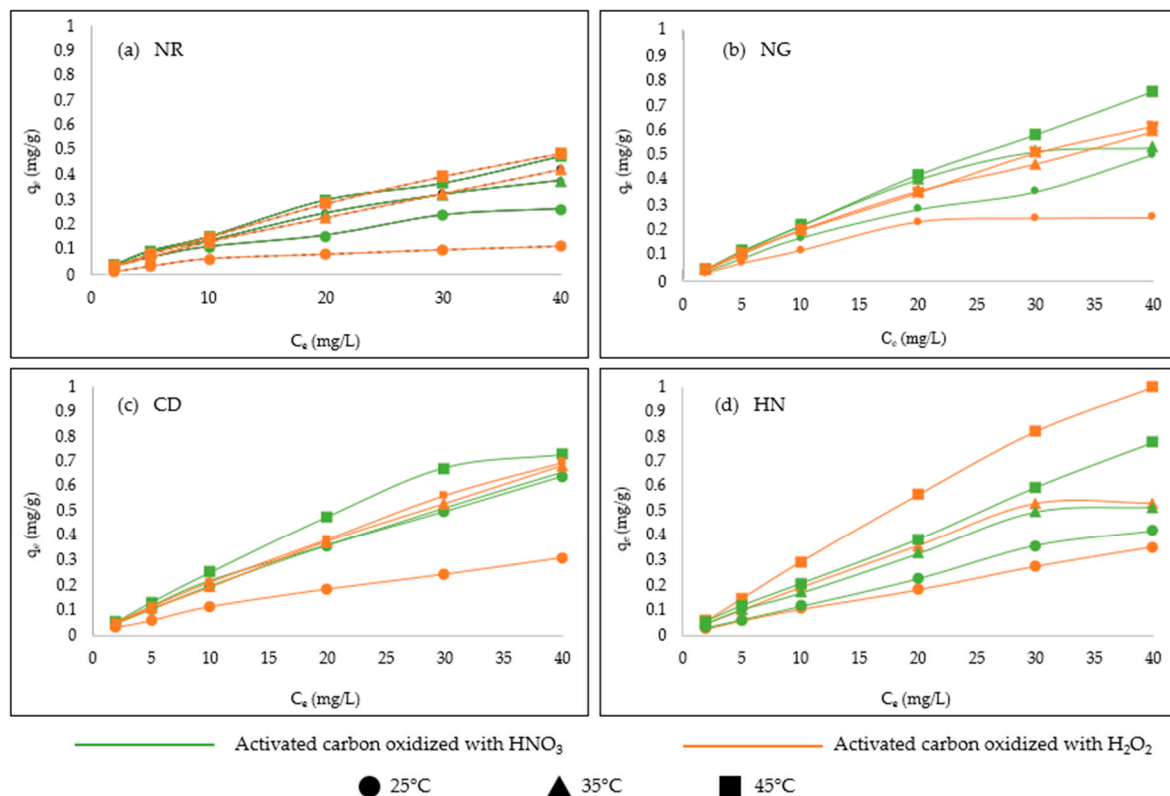 (a) NR
1
0.9
0.8
0.7
0.6
0.5
0.4
0.3
0.2
0.1
0
qe (mg/g)
0 10 20 30 40
Ce (mg/L)
(b) NG
1
0.9
0.8
0.7
0.6
0.5
0.4
0.3
0.2
0.1
0
qe (mg/g)
0 5 10 15 20 25 30 35 40
Ce (mg/L)
(c) CD
1
0.9
0.8
0.7
0.6
0.5
0.4
0.3
0.2
0.1
0
qe (mg/g)
0 5 10 15 20 25 30 35 40
Ce (mg/L)
(d) HN
1
0.9
0.8
0.7
0.6
0.5
0.4
0.3
0.2
0.1
0
qe (mg/g)
0 5 10 15 20 25 30 35 40
Ce (mg/L)
Activated carbon oxidized with HNO₃ Activated carbon oxidized with H₂O₂
25°C 35°C 45°C